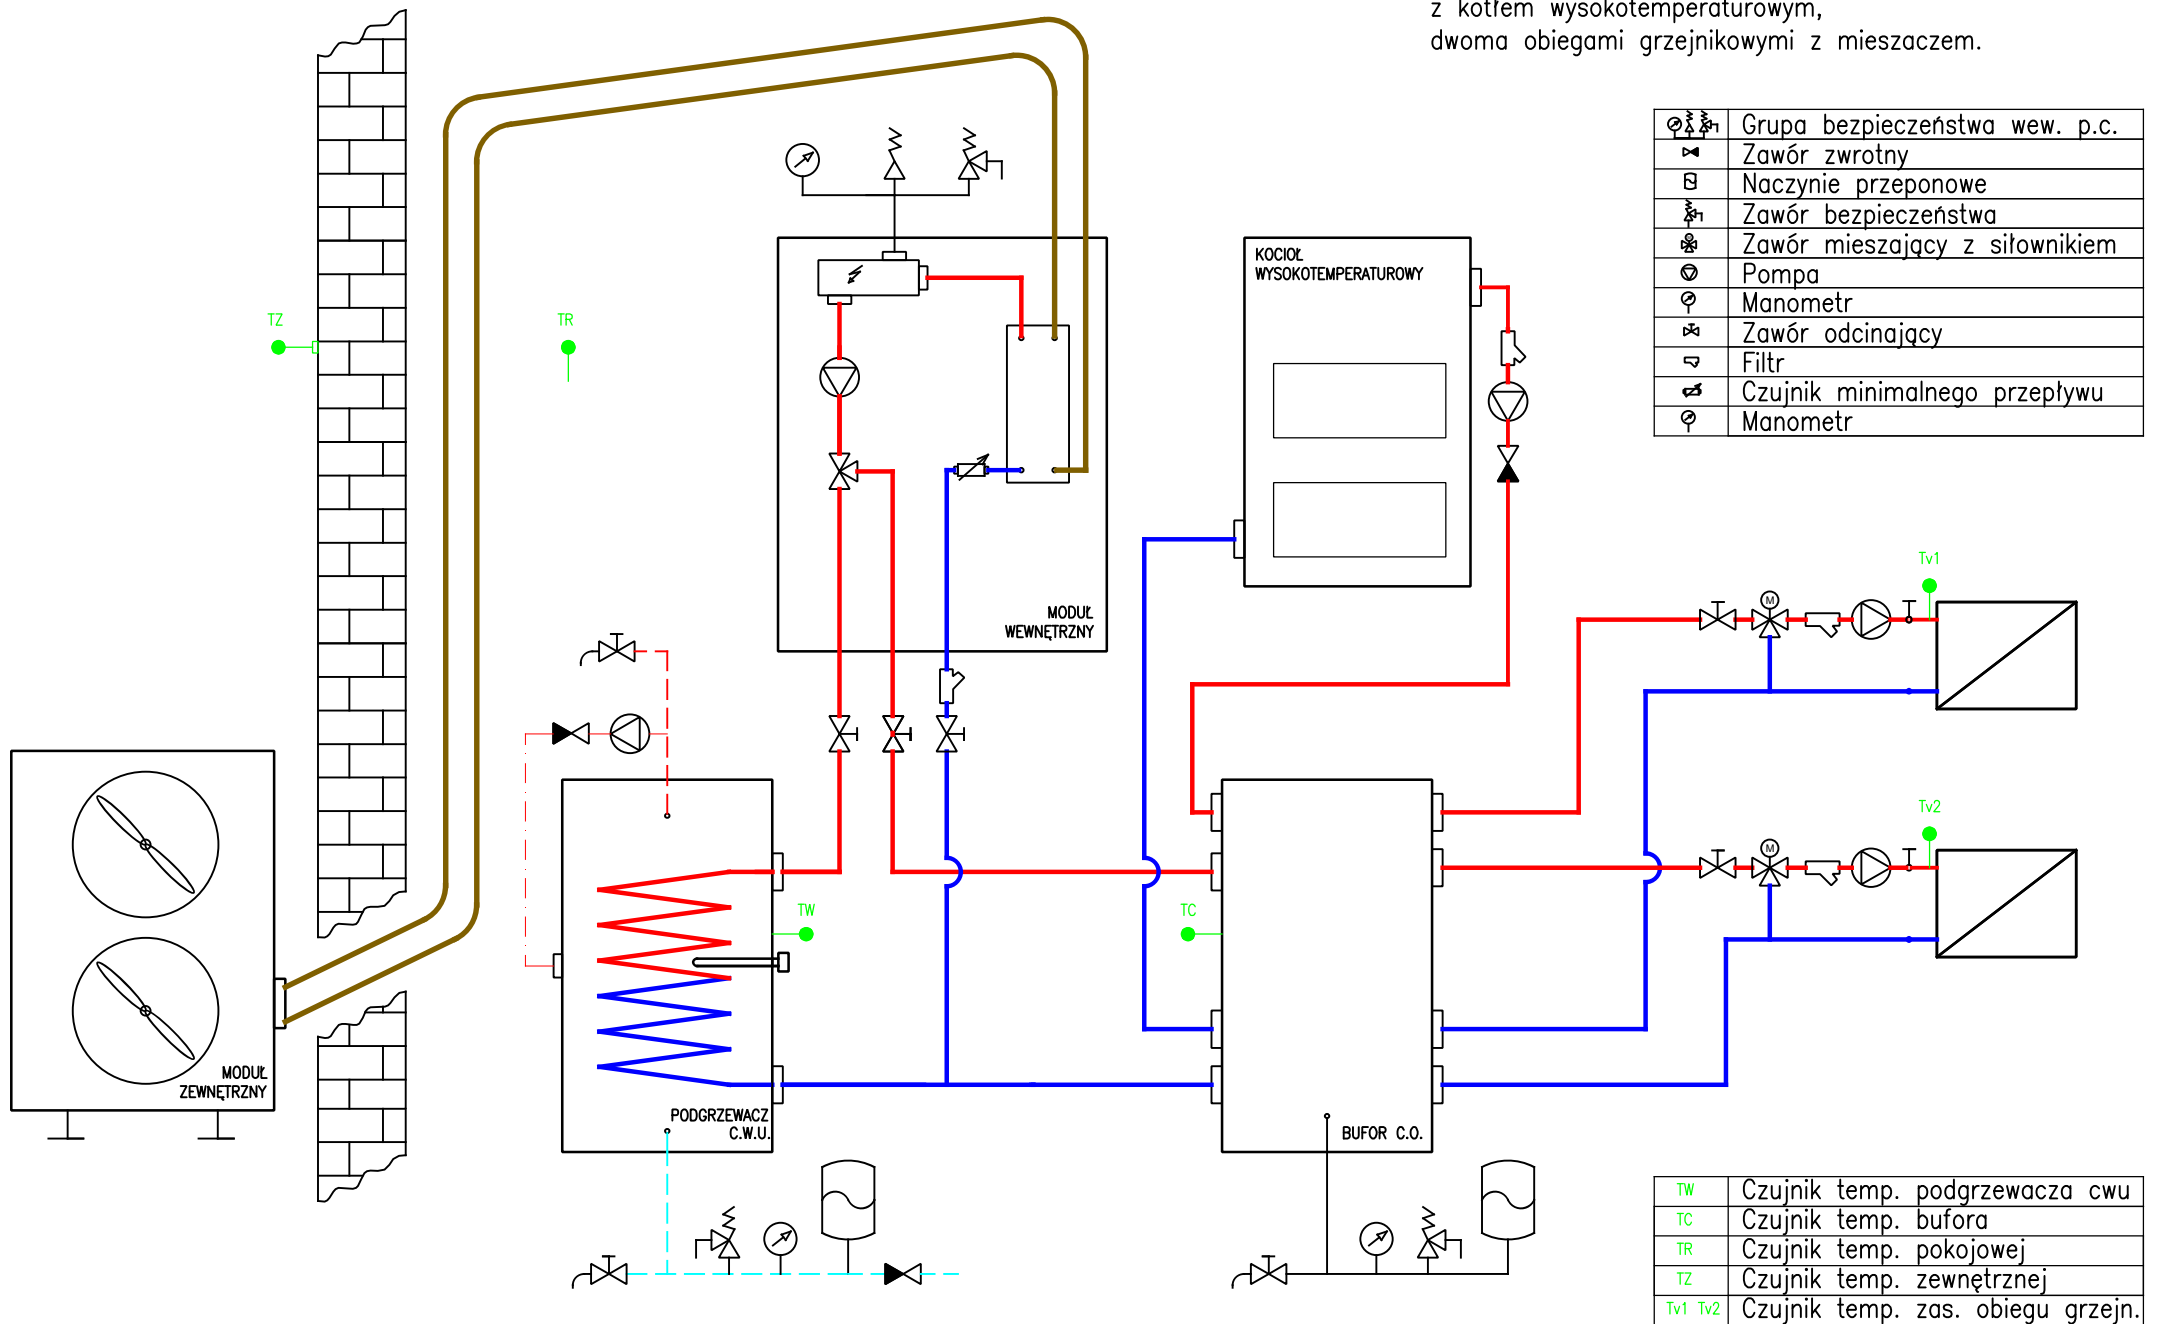 z kotłem wysokotemperaturowym,
dwoma obiegami grzejnikowymi z mieszaczem.
Grupa bezpieczeństwa wew. p.c.
Zawór zwrotny
Naczynie przeponowe
Zawór bezpieczeństwa
Zawór mieszający z siłownikiem
Pompa
Manometr
Zawór odcinający
Filtr
Czujnik minimalnego przepływu
Manometr
KOCIOŁ
WYSOKOTEMPERATUROWY
TZ
TR
MODUŁ
WEWNĘTRZNY
Tv1
M
Tv2
M
TW
TC
MODUŁ
ZEWNĘTRZNY
PODGRZEWACZ
C.W.U.
BUFOR C.O.
TW Czujnik temp. podgrzewacza cwu
TC Czujnik temp. bufora
TR Czujnik temp. pokojowej
TZ Czujnik temp. zewnętrznej
Tv1 Tv2 Czujnik temp. zas. obiegu grzejn.